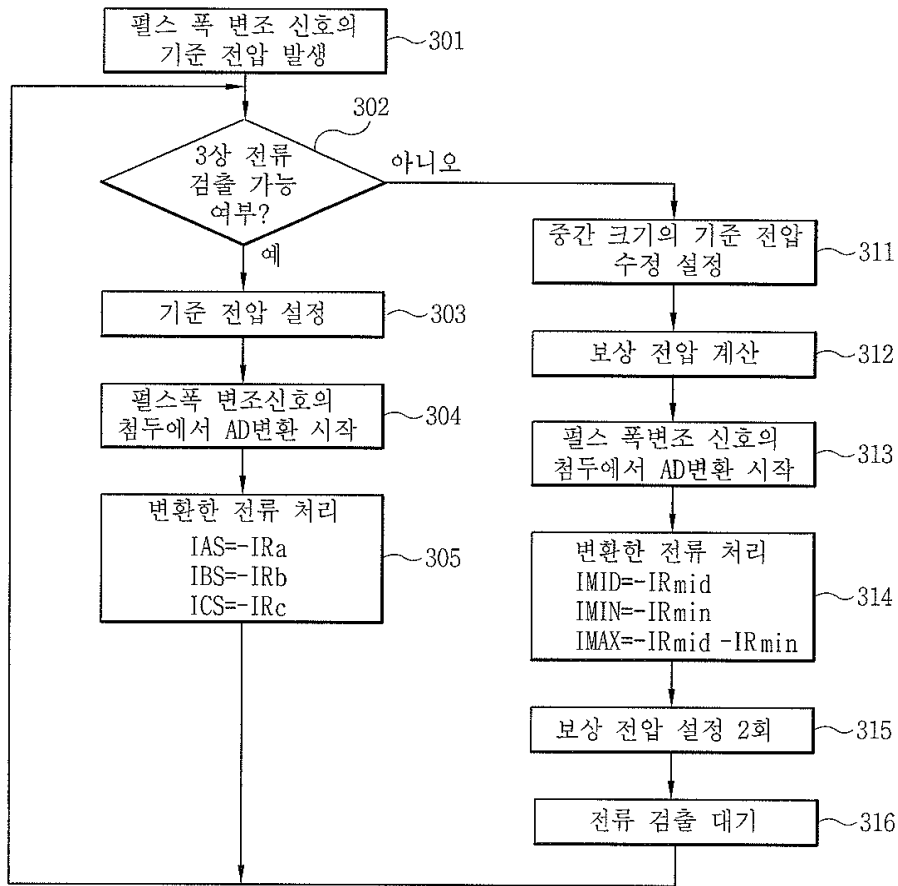 펄스 폭 변조 신호의
기준 전압 발생
301
302
3상 전류
검출 가능
여부?
아니오
예
기준 전압 설정
303
펄스폭 변조신호의
첨두에서 AD변환 시작
304
변환한 전류 처리
IAS=-IRa
IBS=-IRb
ICS=-IRc
305
중간 크기의 기준 전압
수정 설정
311
보상 전압 계산
312
펄스 폭변조 신호의
첨두에서 AD변환 시작
313
변환한 전류 처리
IMID=-IRmid
IMIN=-IRmin
IMAX=-IRmid -IRmin
314
보상 전압 설정 2회
315
전류 검출 대기
316